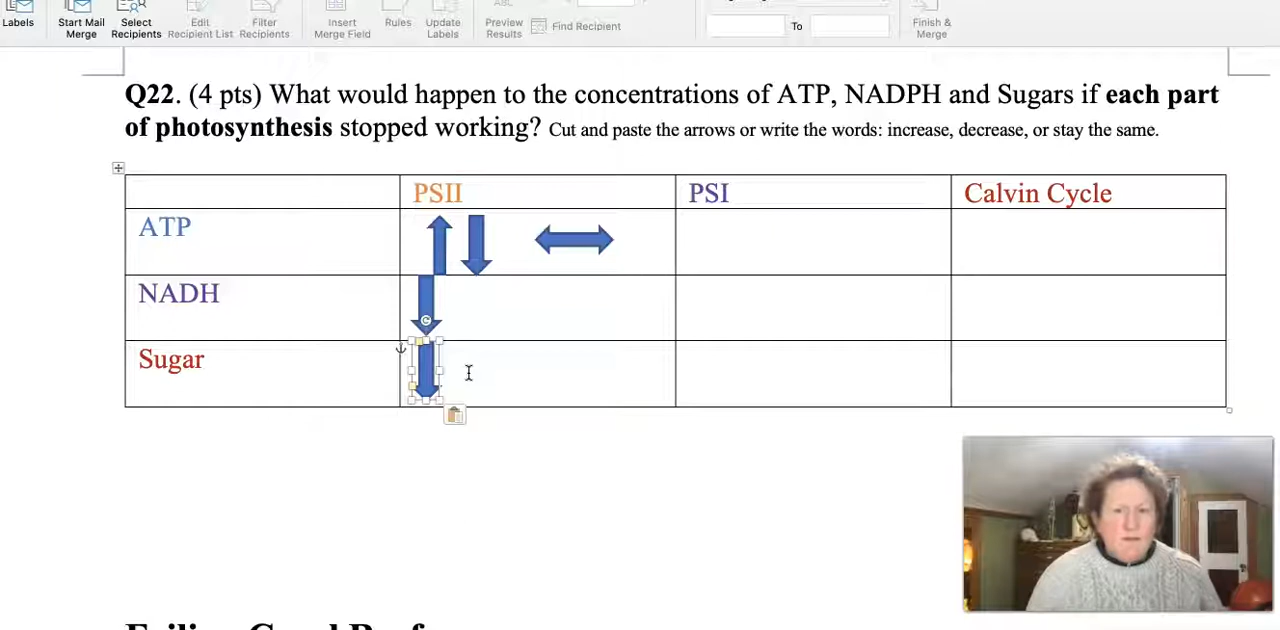 Labels
Start Mail Merge
Select Recipients
Edit Recipient List
Filter Recipients
Insert Merge Field
Rules
Update Labels
Preview Results
Find Recipient
To
Finish & Merge
Q22. (4 pts) What would happen to the concentrations of ATP, NADPH and Sugars if each part
of photosynthesis stopped working? Cut and paste the arrows or write the words: increase, decrease, or stay the same.
PSII PSI Calvin Cycle
ATP
NADH
Sugar